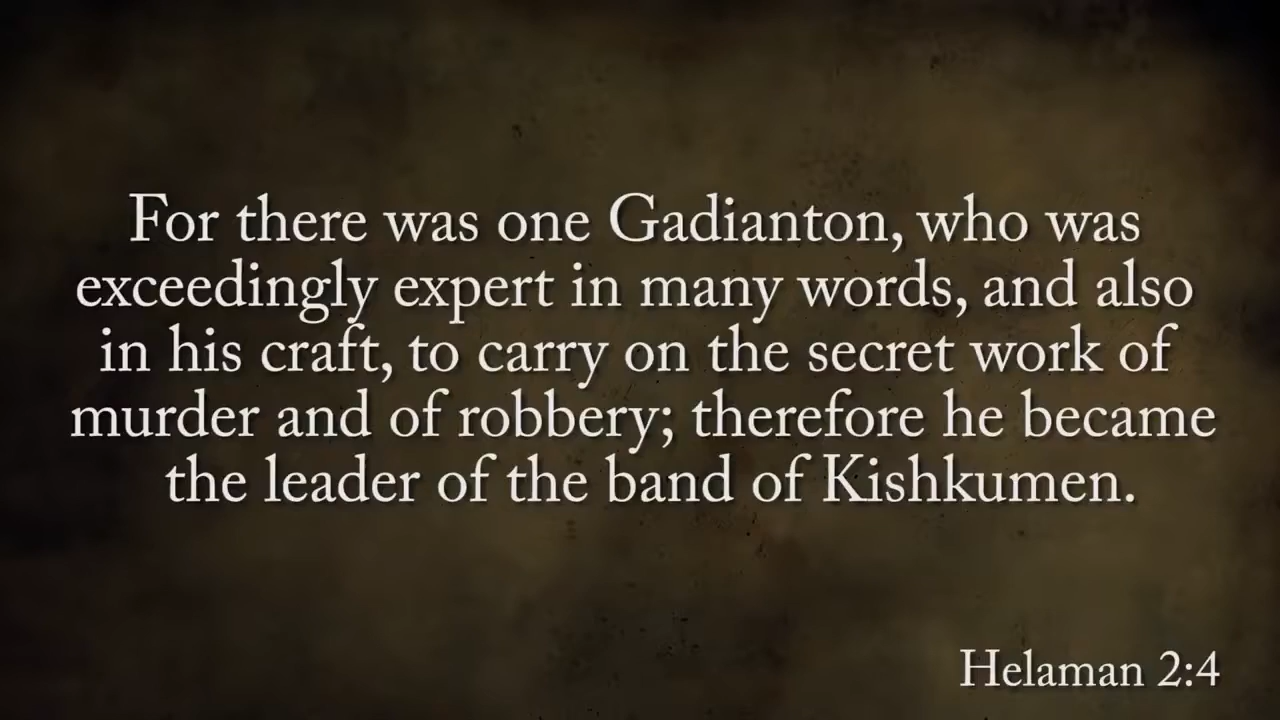 For there was one Gadianton, who was
exceedingly expert in many words, and also
in his craft, to carry on the secret work of
murder and of robbery; therefore he became
the leader of the band of Kishkumen.
Helaman 2:4